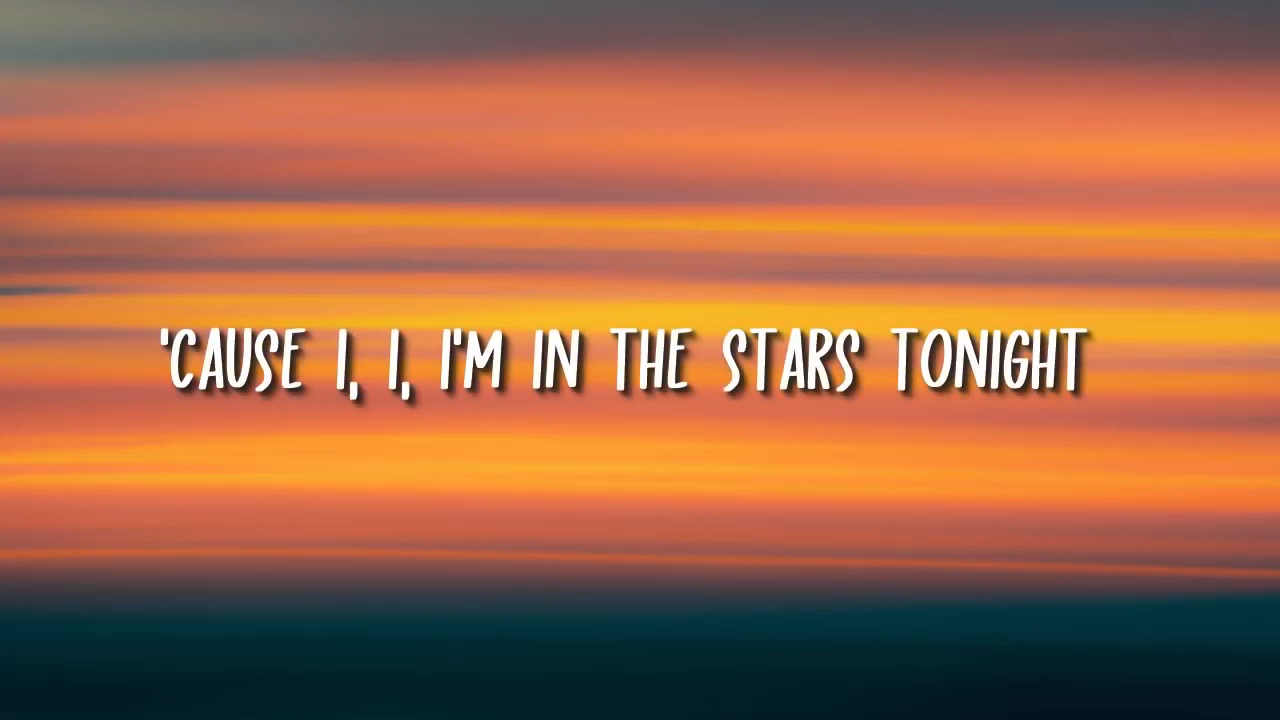 'CAUSE I, I, I'M IN THE STARS TONIGHT